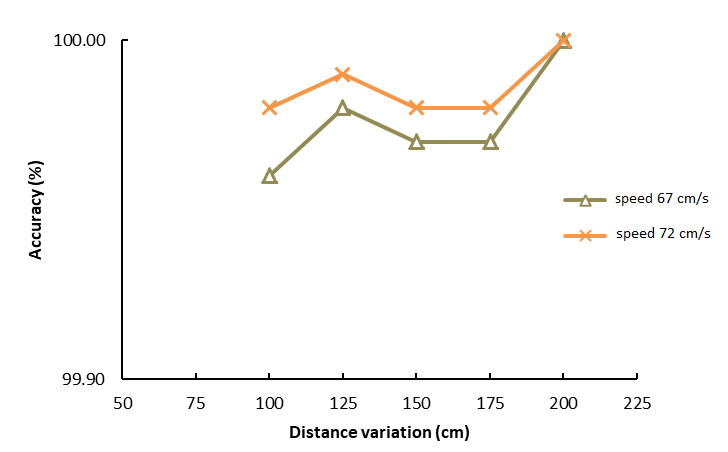 100.00
99.90
Accuracy (%)
50 75 100 125 150 175 200 225
Distance variation (cm)
speed 67 cm/s
speed 72 cm/s